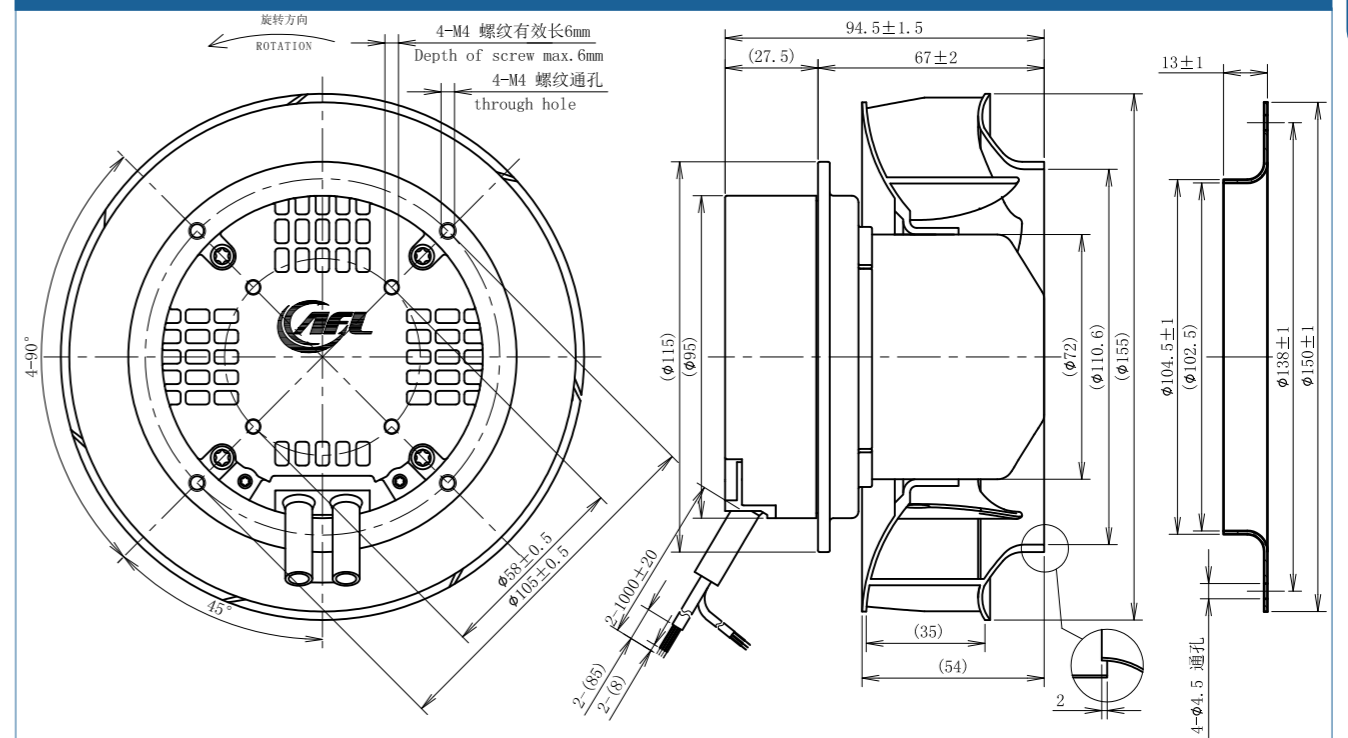 旋转方向
ROTATION
4-M4 螺纹有效长6mm
Depth of screw max.6mm
4-M4 螺纹通孔
through hole
4-90°
45°
AFL
ϕ58±0.5
ϕ105±0.5
94.5±1.5
(27.5)
67±2
(ϕ115)
(ϕ95)
(ϕ72)
(ϕ110.6)
(ϕ155)
2-1000±20
2-(85)
2-(8)
(35)
(54)
2
13±1
ϕ104.5±1
(ϕ102.5)
ϕ138±1
ϕ150±1
4-ϕ4.5 通孔